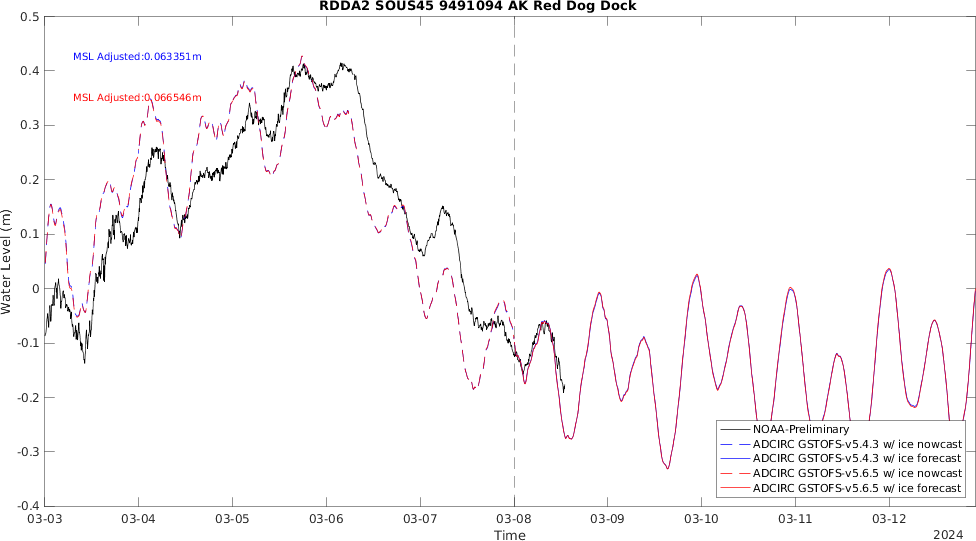 RDDA2 SOUS45 9491094 AK Red Dog Dock
0.5
0.4
0.3
0.2
0.1
0
-0.1
-0.2
-0.3
-0.4
Water Level (m)
MSL Adjusted:0.063351m
MSL Adjusted:0.066546m
NOAA-Preliminary
ADCIRC GSTOFS-v5.4.3 w/ ice nowcast
ADCIRC GSTOFS-v5.4.3 w/ ice forecast
ADCIRC GSTOFS-v5.6.5 w/ ice nowcast
ADCIRC GSTOFS-v5.6.5 w/ ice forecast
03-03 03-04 03-05 03-06 03-07 03-08 03-09 03-10 03-11 03-12
Time
2024